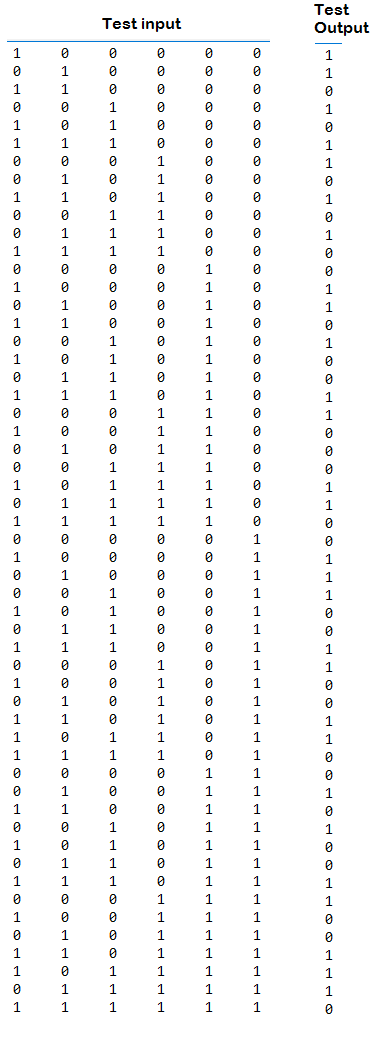 Test input
Test
Output
1 0 0 0 0 0 1
0 1 0 0 0 0 1
1 1 0 0 0 0 0
0 0 1 0 0 0 1
1 0 1 0 0 0 0
1 1 1 0 0 0 1
0 0 0 1 0 0 1
0 1 0 1 0 0 0
1 1 0 1 0 0 1
0 0 1 1 0 0 0
0 1 1 1 0 0 1
1 1 1 1 0 0 0
0 0 0 0 1 0 0
1 0 0 0 1 0 1
0 1 0 0 1 0 1
1 1 0 0 1 0 0
0 0 1 0 1 0 1
1 0 1 0 1 0 0
0 1 1 0 1 0 0
1 1 1 0 1 0 1
0 0 0 1 1 0 1
1 0 0 1 1 0 0
0 1 0 1 1 0 0
0 0 1 1 1 0 0
1 0 1 1 1 0 1
0 1 1 1 1 0 1
1 1 1 1 1 0 0
0 0 0 0 0 1 0
1 0 0 0 0 1 1
0 1 0 0 0 1 1
0 0 1 0 0 1 1
1 0 1 0 0 1 0
0 1 1 0 0 1 0
1 1 1 0 0 1 1
0 0 0 1 0 1 1
1 0 0 1 0 1 0
0 1 0 1 0 1 0
1 1 0 1 0 1 1
1 0 1 1 0 1 1
1 1 1 1 0 1 0
0 0 0 0 1 1 0
0 1 0 0 1 1 1
1 1 0 0 1 1 0
0 0 1 0 1 1 1
1 0 1 0 1 1 0
0 1 1 0 1 1 0
1 1 1 0 1 1 1
0 0 0 1 1 1 1
1 0 0 1 1 1 0
0 1 0 1 1 1 0
1 1 0 1 1 1 1
1 0 1 1 1 1 1
0 1 1 1 1 1 1
1 1 1 1 1 1 0